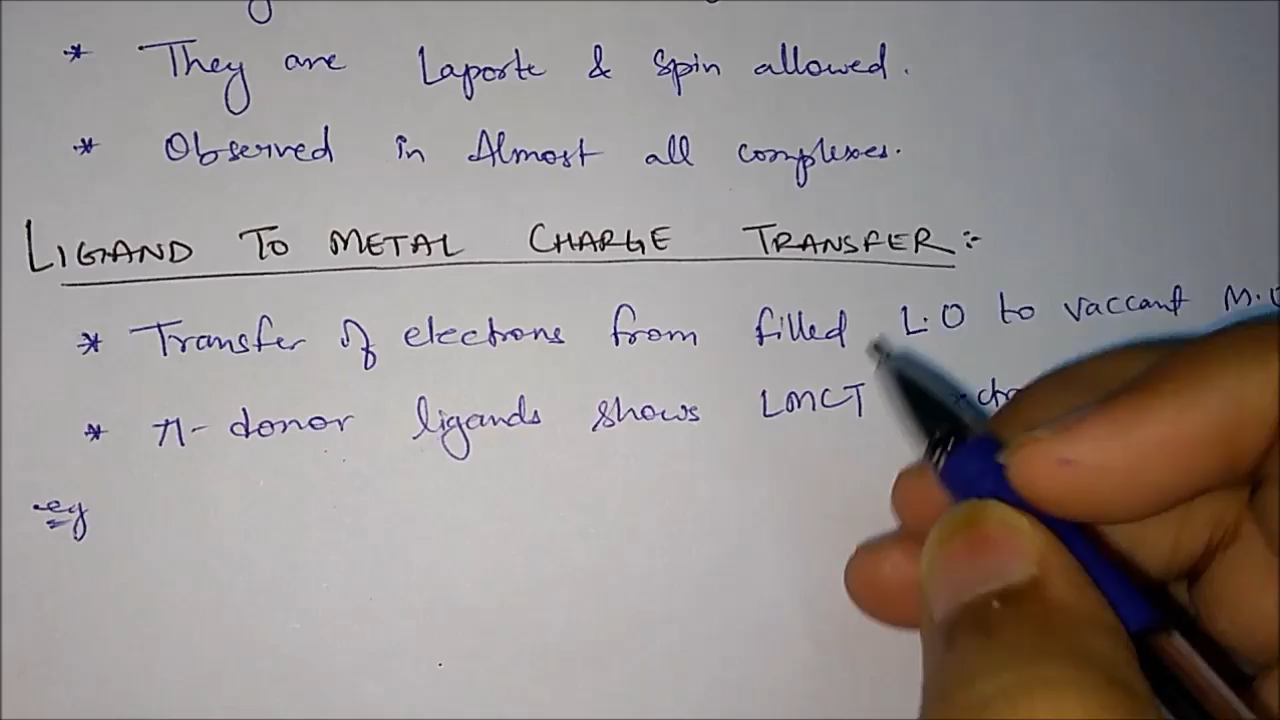 * They are Laporte & Spin allowed.
* Observed in Almost all complexes.
LIGAND TO METAL CHARGE TRANSFER:-
* Transfer of electrons from filled L.O to vaccant M.O
* π-donor ligands shows LMCT
eg